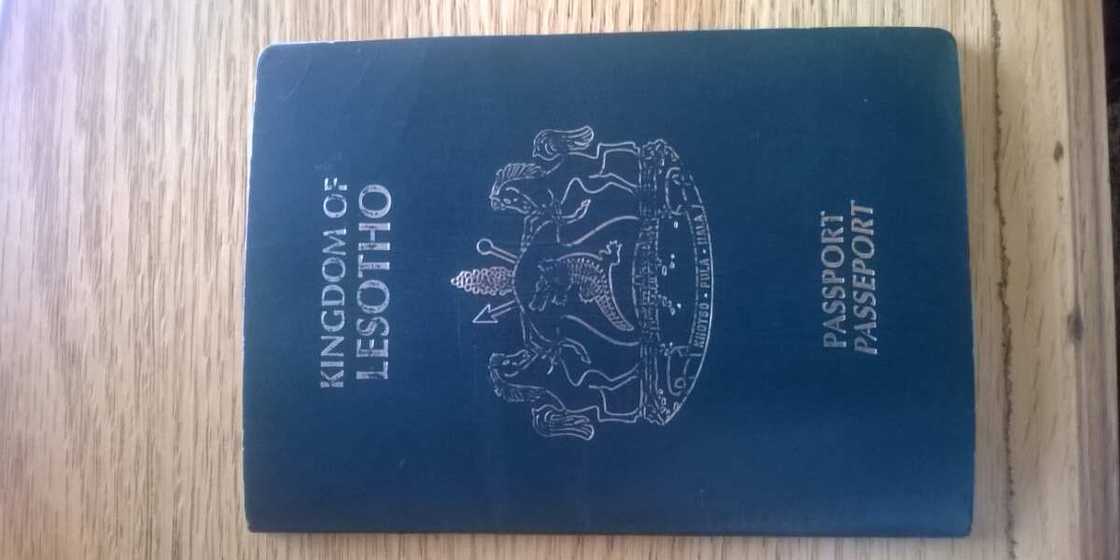 KINGDOM OF
LESOTHO
KHOTSO • PULA • NALA
PASSPORT
PASSEPORT